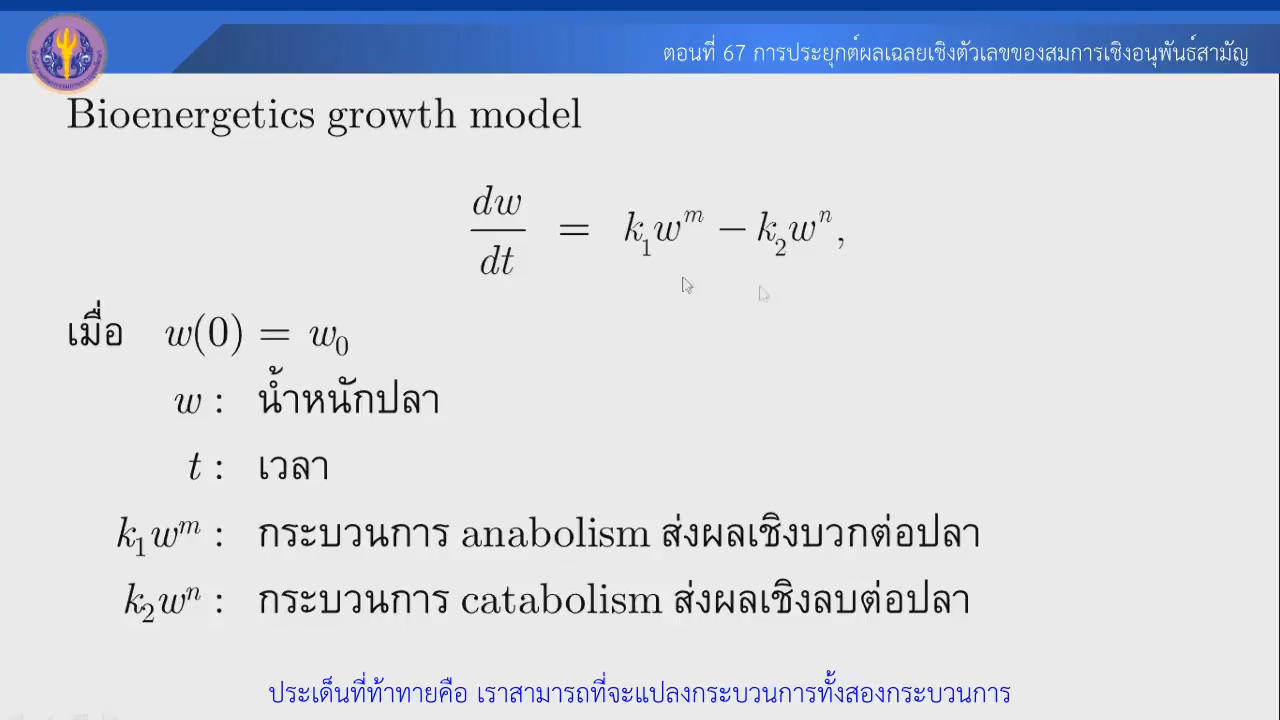 ตอนที่ 67 การประยุกต์ผลเฉลยเชิงตัวเลขของสมการเชิงอนุพันธ์สามัญ
Bioenergetics growth model
dw/dt = k₁wᵐ − k₂wⁿ,
เมื่อ w(0) = w₀
w : น้ำหนักปลา
t : เวลา
k₁wᵐ : กระบวนการ anabolism ส่งผลเชิงบวกต่อปลา
k₂wⁿ : กระบวนการ catabolism ส่งผลเชิงลบต่อปลา
ประเด็นที่ท้าทายคือ เราสามารถที่จะแปลงกระบวนการทั้งสองกระบวนการ